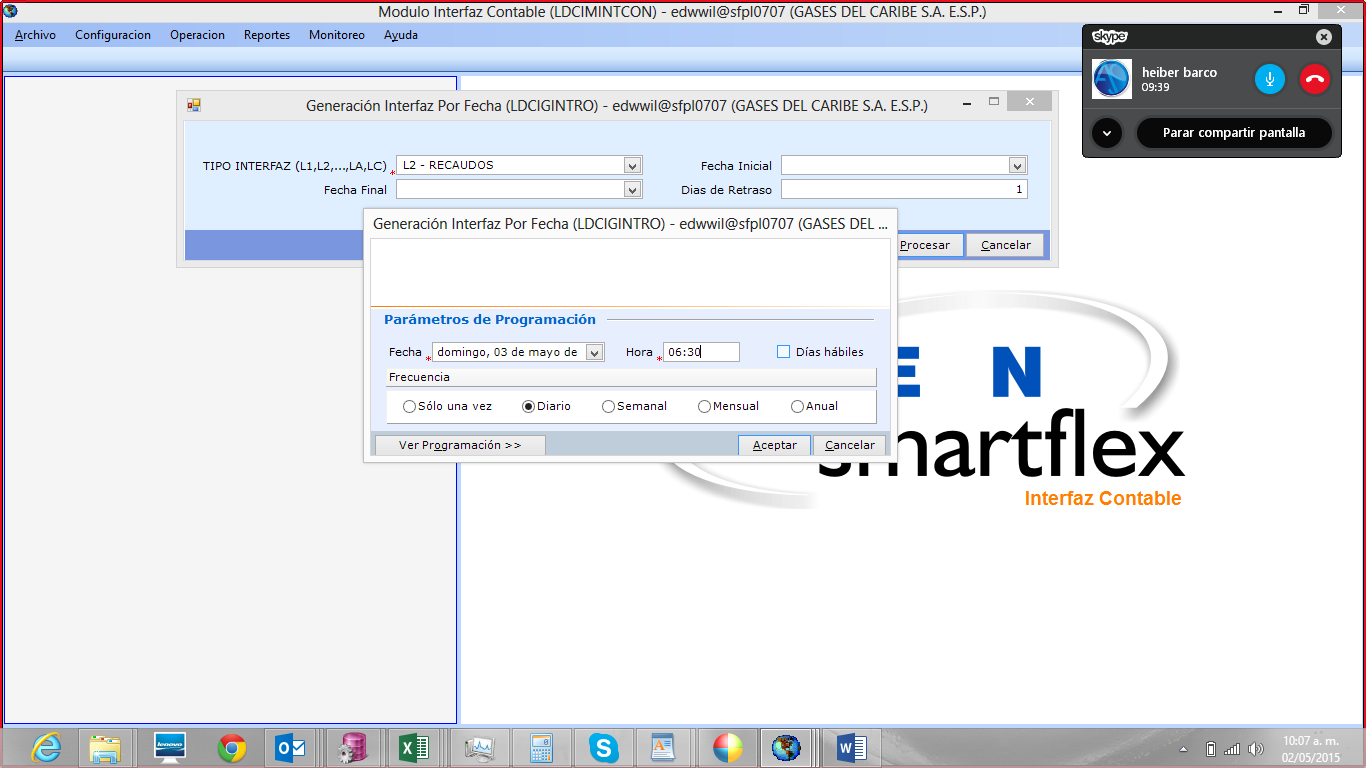 Modulo Interfaz Contable (LDCIMINTCON) - edwwil@sfpl0707 (GASES DEL CARIBE S.A. E.S.P.)
Archivo Configuracion Operacion Reportes Monitoreo Ayuda
skype
heiber barco
09:39
Parar compartir pantalla
Generación Interfaz Por Fecha (LDCIGINTRO) - edwwil@sfpl0707 (GASES DEL CARIBE S.A. E.S.P.)
TIPO INTERFAZ (L1,L2,...,LA,LC) * L2 - RECAUDOS Fecha Inicial
Fecha Final Dias de Retraso 1
Procesar Cancelar
Generación Interfaz Por Fecha (LDCIGINTRO) - edwwil@sfpl0707 (GASES DEL ...
Parámetros de Programación
Fecha * domingo, 03 de mayo de Hora * 06:30 Días hábiles
Frecuencia
Sólo una vez Diario Semanal Mensual Anual
Ver Programación >> Aceptar Cancelar
E N
smartflex
Interfaz Contable
lenovo
10:07 a. m.
02/05/2015